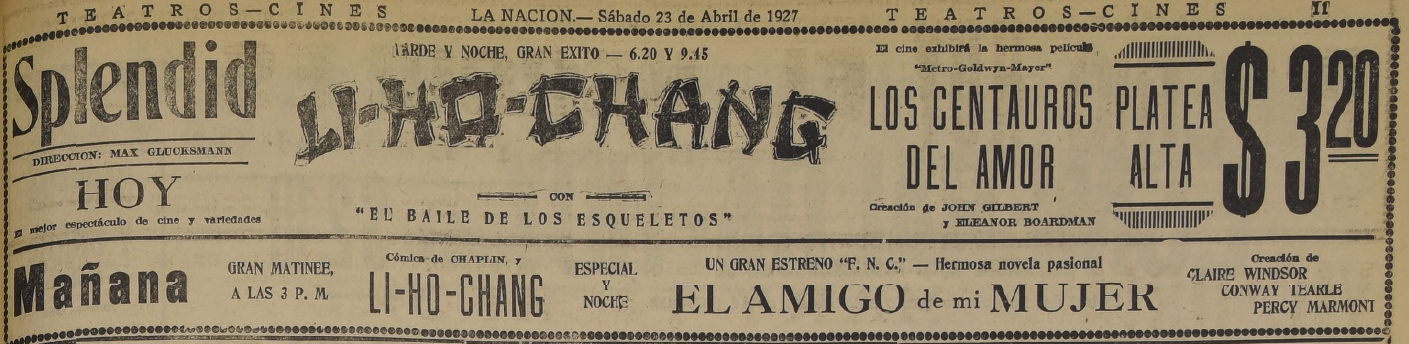 TEATROS—CINES
LA NACION.— Sábado 23 de Abril de 1927
TEATROS—CINES
11
Splendid
DIRECCION: MAX GLUCKSMANN
HOY
El mejor espectáculo de cine y variedades
TARDE Y NOCHE, GRAN EXITO — 6.20 Y 9.45
LI-HO-CHANG
CON
"EL BAILE DE LOS ESQUELETOS"
El cine exhibirá la hermosa película
"Metro-Goldwyn-Mayer"
LOS CENTAUROS
DEL AMOR
Creación de JOHN GILBERT
y ELEANOR BOARDMAN
PLATEA
ALTA
$ 3.20
Mañana
GRAN MATINEE,
A LAS 3 P. M.
Cómica de CHAPLIN, y
LI-HO-CHANG
ESPECIAL
Y
NOCHE
UN GRAN ESTRENO "F. N. C." — Hermosa novela pasional
EL AMIGO de mi MUJER
Creación de
CLAIRE WINDSOR
CONWAY TEARLE
PERCY MARMONT